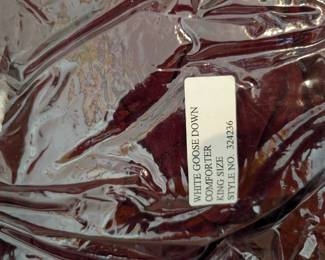 WHITE GOOSE DOWN
COMFORTER
KING SIZE
STYLE NO. 324236